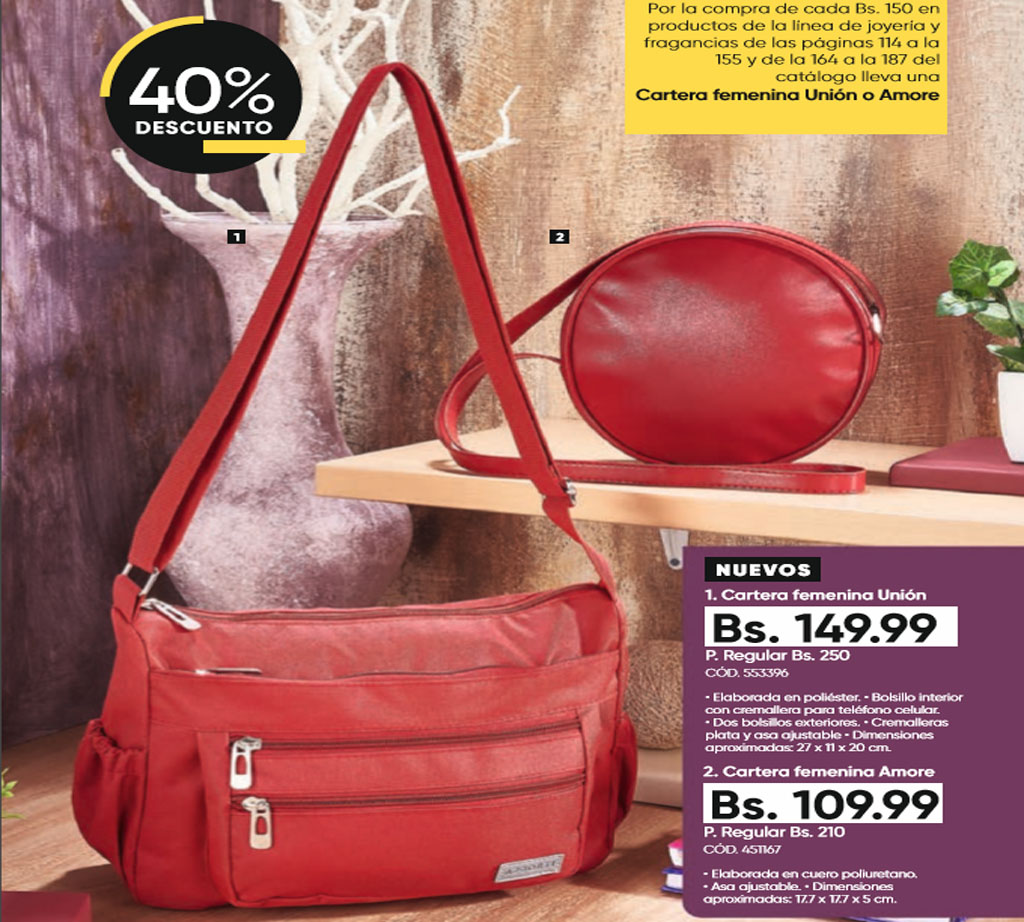 40%
DESCUENTO
Por la compra de cada Bs. 150 en
productos de la línea de joyería y
fragancias de las páginas 114 a la
155 y de la 164 a la 187 del
catálogo lleva una
Cartera femenina Unión o Amore
1
2
NUEVOS
1. Cartera femenina Unión
Bs. 149.99
P. Regular Bs. 250
CÓD. 553396
• Elaborada en poliéster. • Bolsillo interior
con cremallera para teléfono celular.
• Dos bolsillos exteriores. • Cremalleras
plata y asa ajustable • Dimensiones
aproximadas: 27 x 11 x 20 cm.
2. Cartera femenina Amore
Bs. 109.99
P. Regular Bs. 210
CÓD. 451167
• Elaborada en cuero poliuretano.
• Asa ajustable. • Dimensiones
aproximadas: 17.7 x 17.7 x 5 cm.